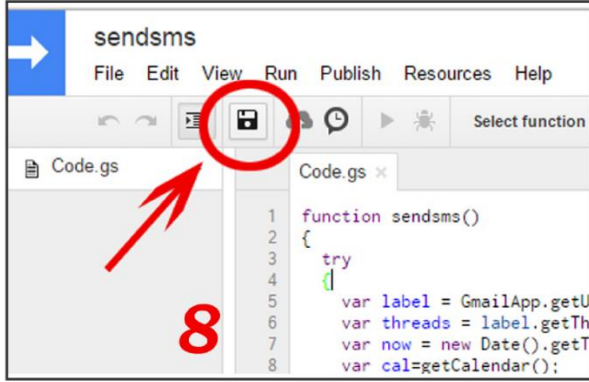 sendsms
File Edit View Run Publish Resources Help
Select function
Code.gs
Code.gs ×
1 function sendsms()
2 {
3 try
4 {
5 var label = GmailApp.getU
6 var threads = label.getTh
7 var now = new Date().getT
8 var cal=getCalendar();
8